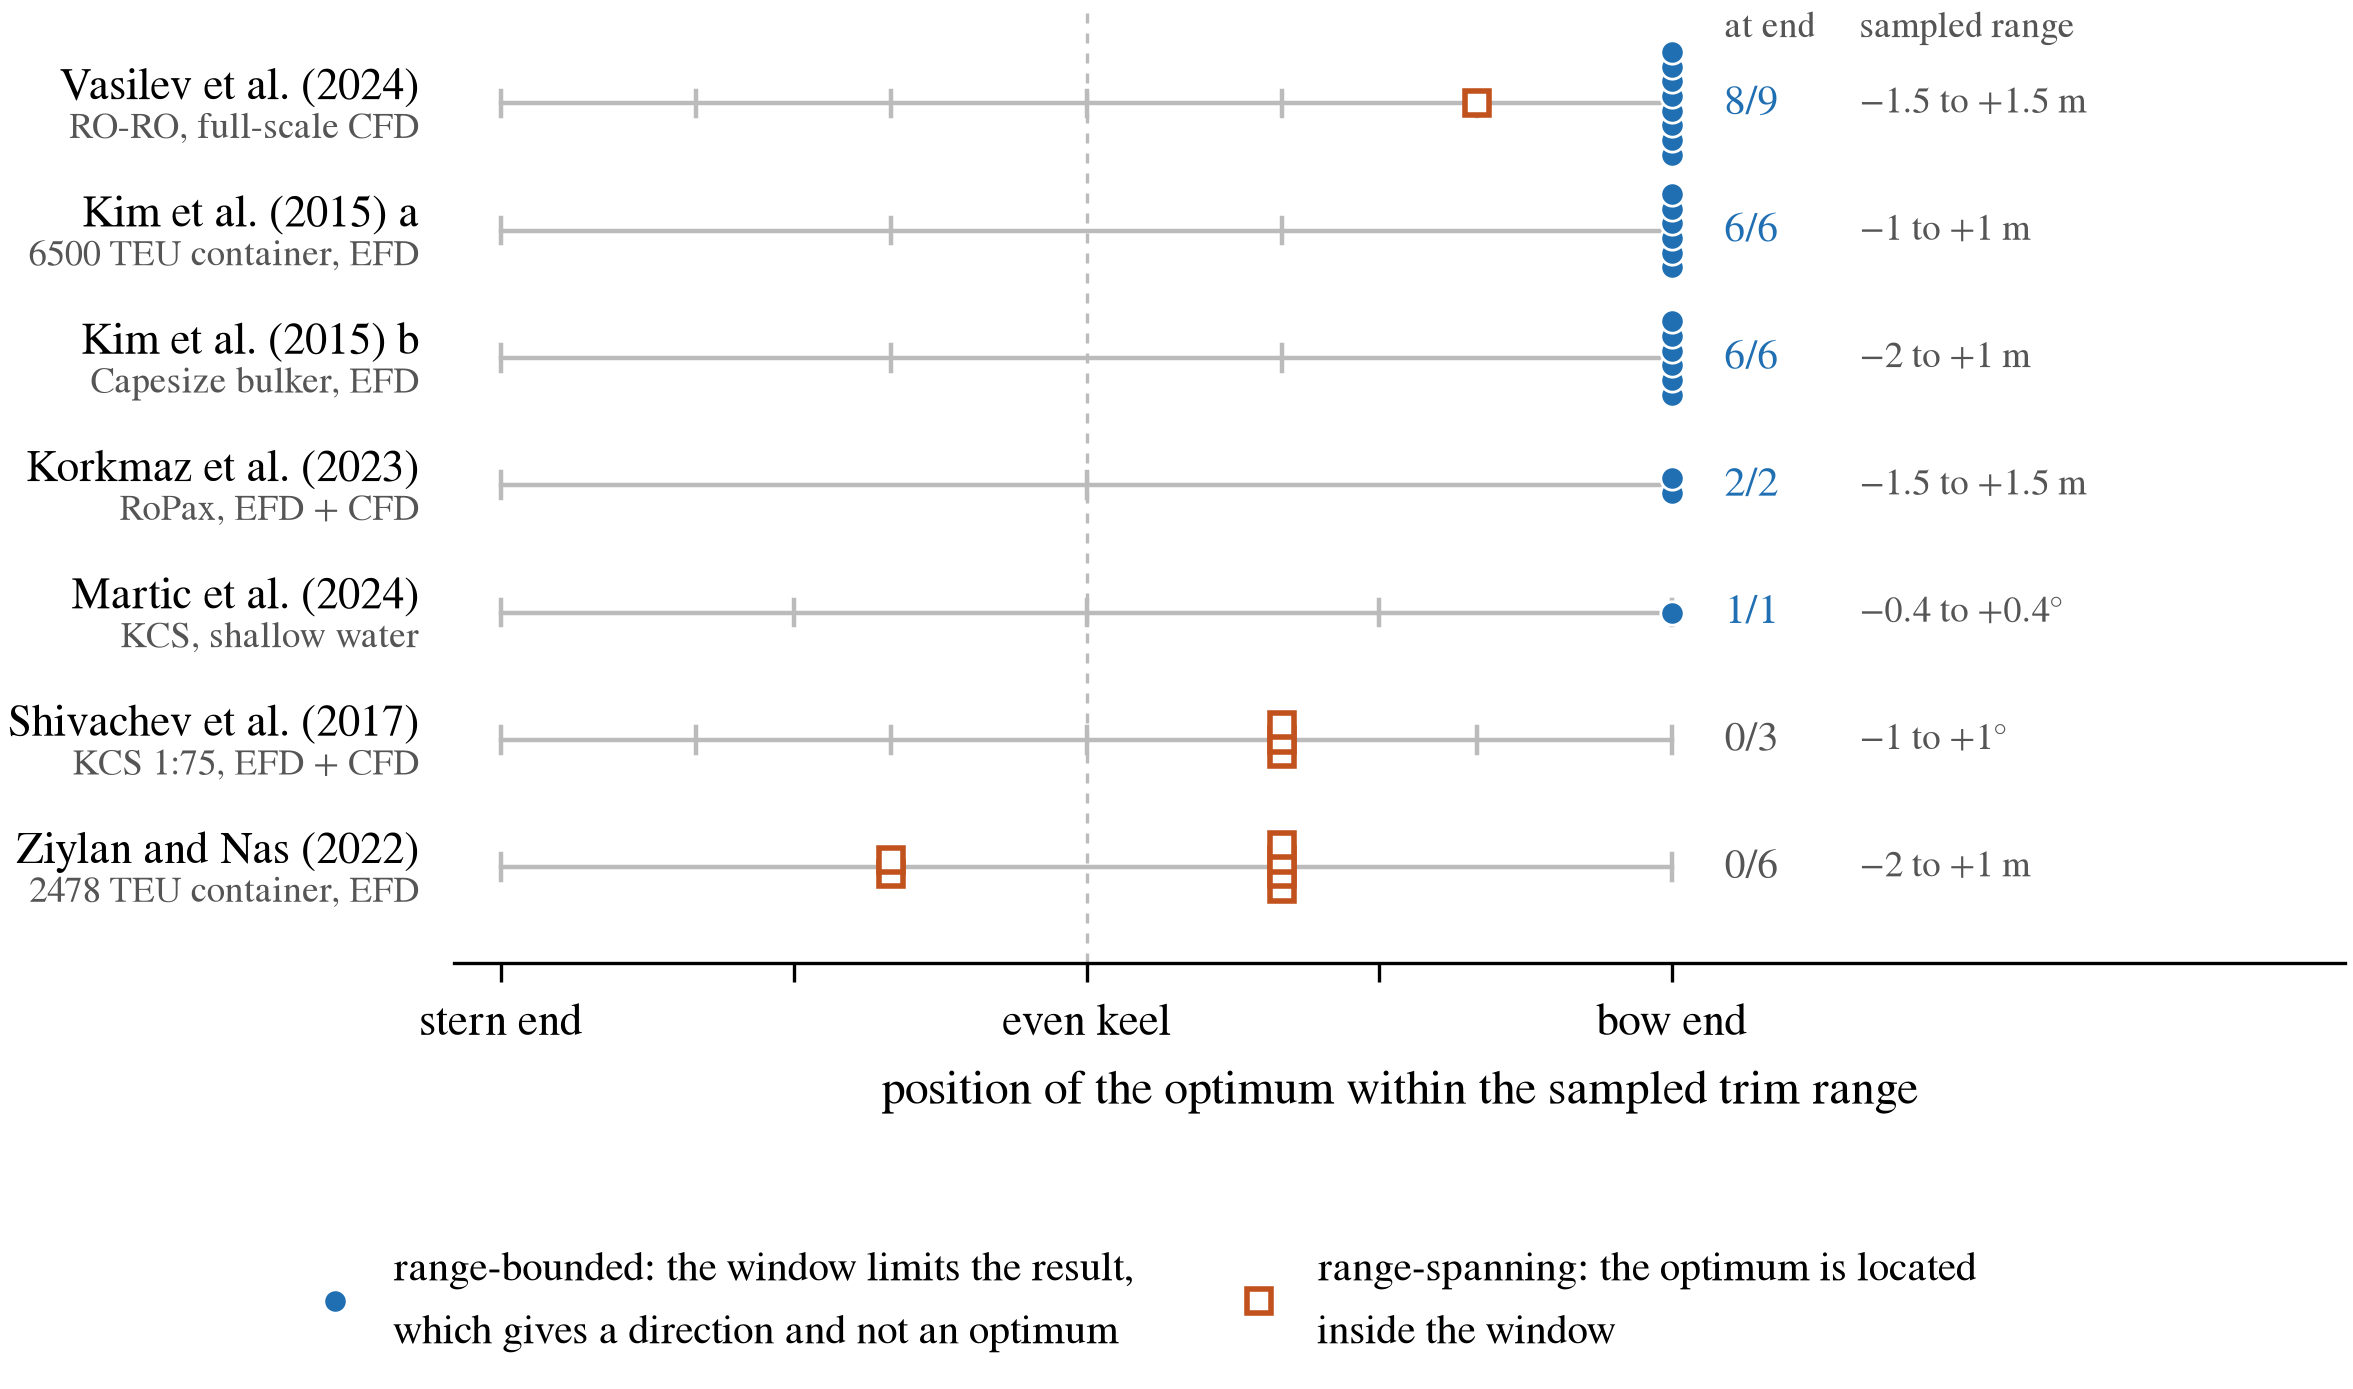 at end sampled range
Vasilev et al. (2024)
RO-RO, full-scale CFD
8/9 −1.5 to +1.5 m
Kim et al. (2015) a
6500 TEU container, EFD
6/6 −1 to +1 m
Kim et al. (2015) b
Capesize bulker, EFD
6/6 −2 to +1 m
Korkmaz et al. (2023)
RoPax, EFD + CFD
2/2 −1.5 to +1.5 m
Martic et al. (2024)
KCS, shallow water
1/1 −0.4 to +0.4°
Shivachev et al. (2017)
KCS 1:75, EFD + CFD
0/3 −1 to +1°
Ziylan and Nas (2022)
2478 TEU container, EFD
0/6 −2 to +1 m
stern end even keel bow end
position of the optimum within the sampled trim range
range-bounded: the window limits the result,
which gives a direction and not an optimum
range-spanning: the optimum is located
inside the window